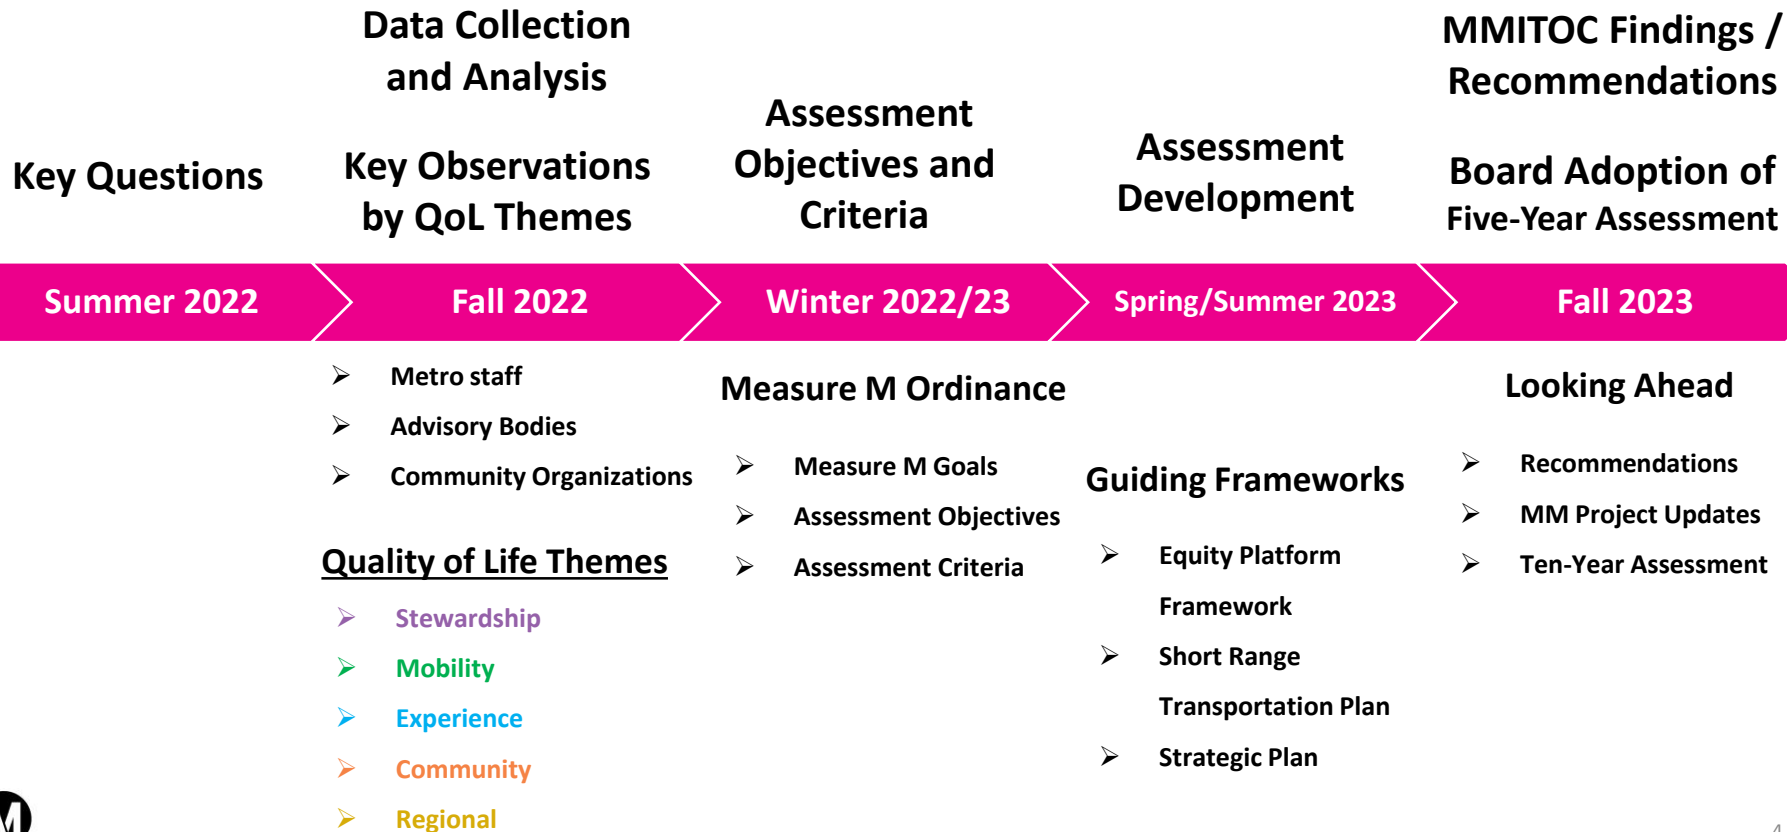 Key Questions
Data Collection
and Analysis
Key Observations
by QoL Themes
Assessment
Objectives and
Criteria
Assessment
Development
MMITOC Findings /
Recommendations
Board Adoption of
Five-Year Assessment
Summer 2022
Fall 2022
Winter 2022/23
Spring/Summer 2023
Fall 2023
➢ Metro staff
➢ Advisory Bodies
➢ Community Organizations
Quality of Life Themes
➢ Stewardship
➢ Mobility
➢ Experience
➢ Community
➢ Regional
Measure M Ordinance
➢ Measure M Goals
➢ Assessment Objectives
➢ Assessment Criteria
Guiding Frameworks
➢ Equity Platform
Framework
➢ Short Range
Transportation Plan
➢ Strategic Plan
Looking Ahead
➢ Recommendations
➢ MM Project Updates
➢ Ten-Year Assessment
M
4